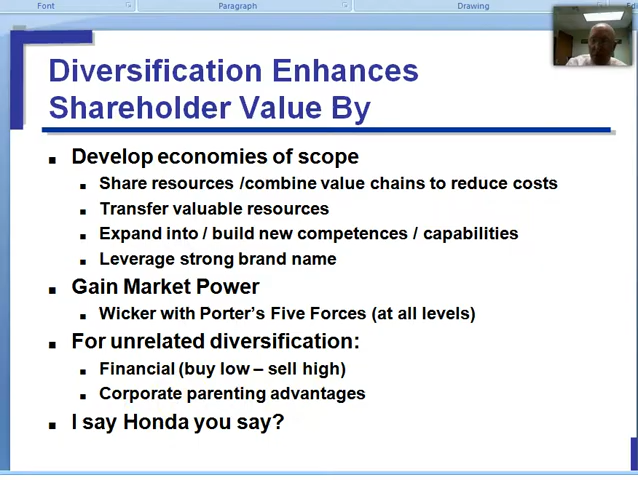 Font Paragraph Drawing
Diversification Enhances
Shareholder Value By
Develop economies of scope
Share resources /combine value chains to reduce costs
Transfer valuable resources
Expand into / build new competences / capabilities
Leverage strong brand name
Gain Market Power
Wicker with Porter's Five Forces (at all levels)
For unrelated diversification:
Financial (buy low – sell high)
Corporate parenting advantages
I say Honda you say?